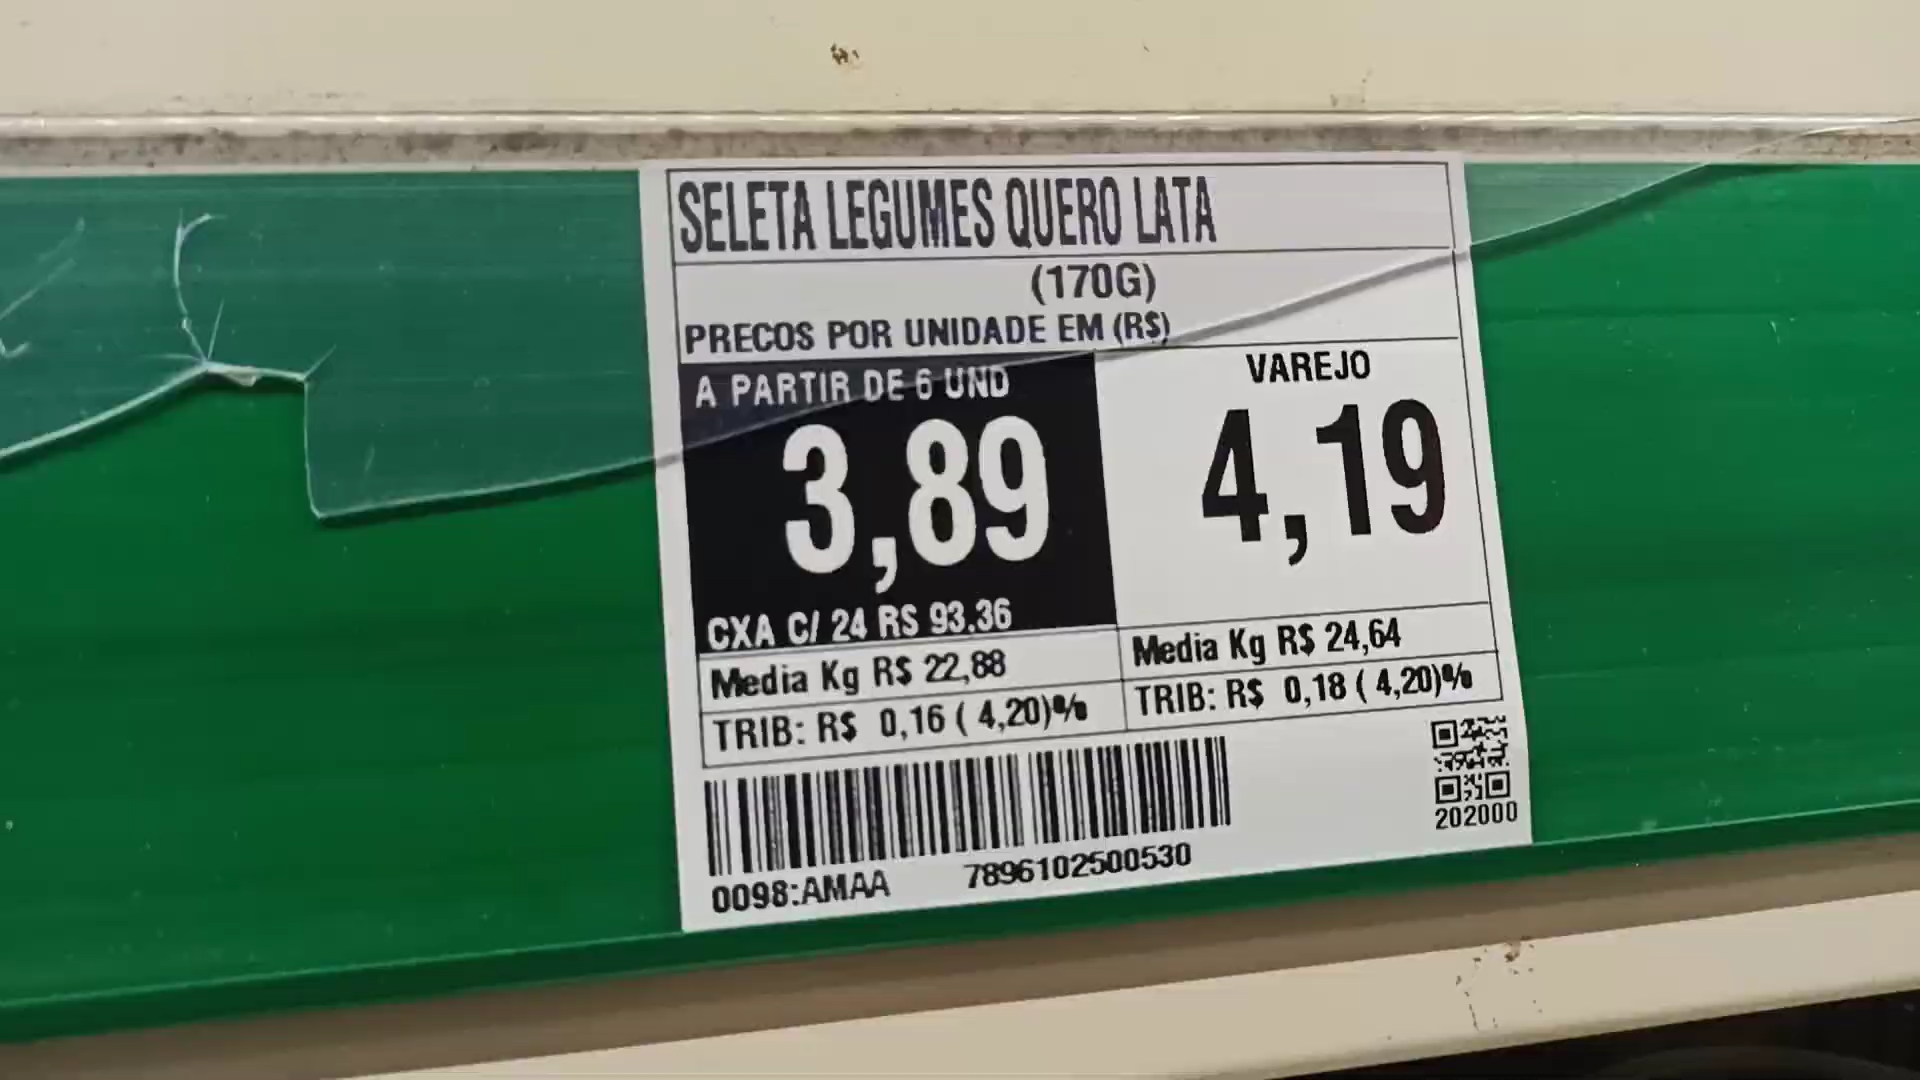 SELETA LEGUMES QUERO LATA
(170G)
PRECOS POR UNIDADE EM (R$)
A PARTIR DE 6 UND
3,89
CXA C/ 24 R$ 93.36
Media Kg R$ 22,88
TRIB: R$ 0,16 ( 4,20)%
VAREJO
4,19
Media Kg R$ 24,64
TRIB: R$ 0,18 ( 4,20)%
0098:AMAA 7896102500530
202000